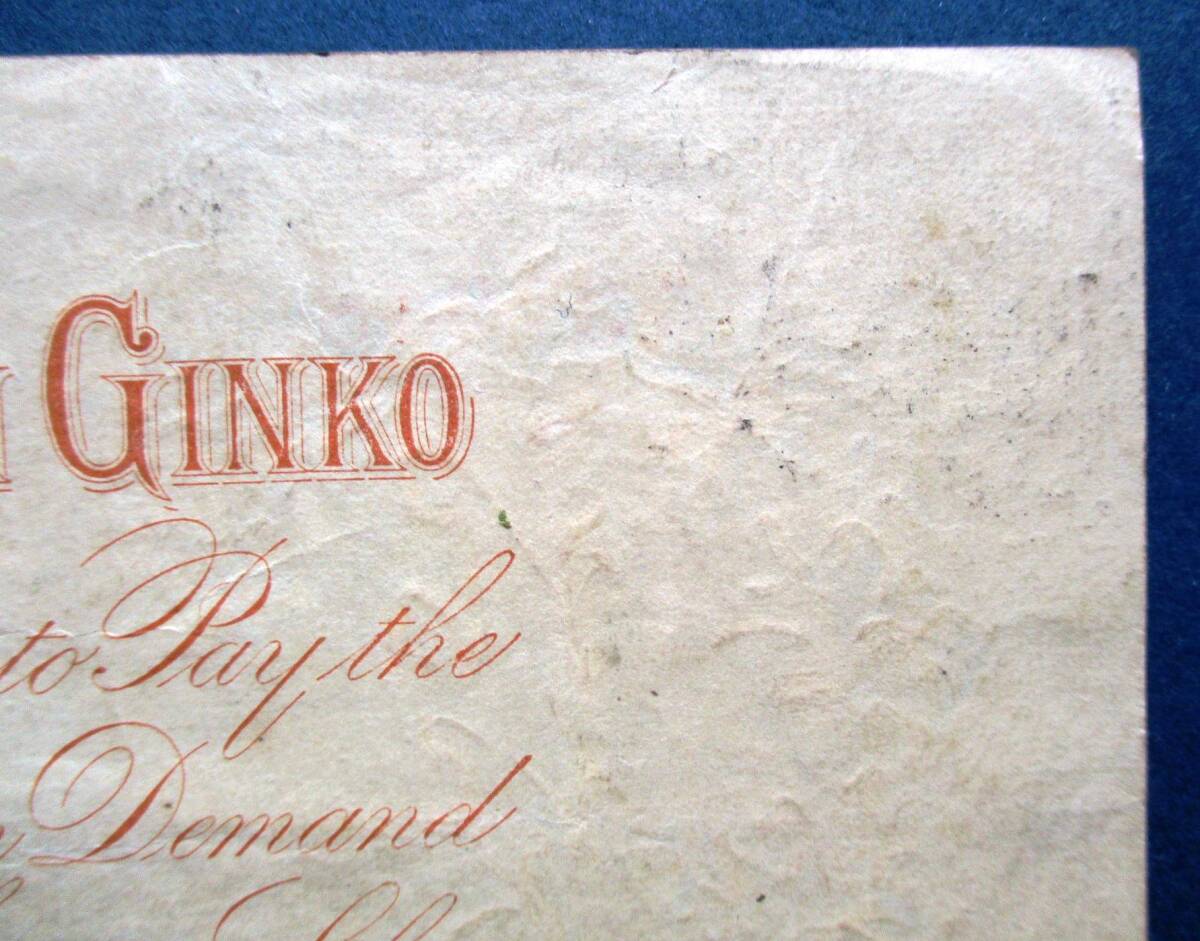 GINKO
to Pay the
Demand